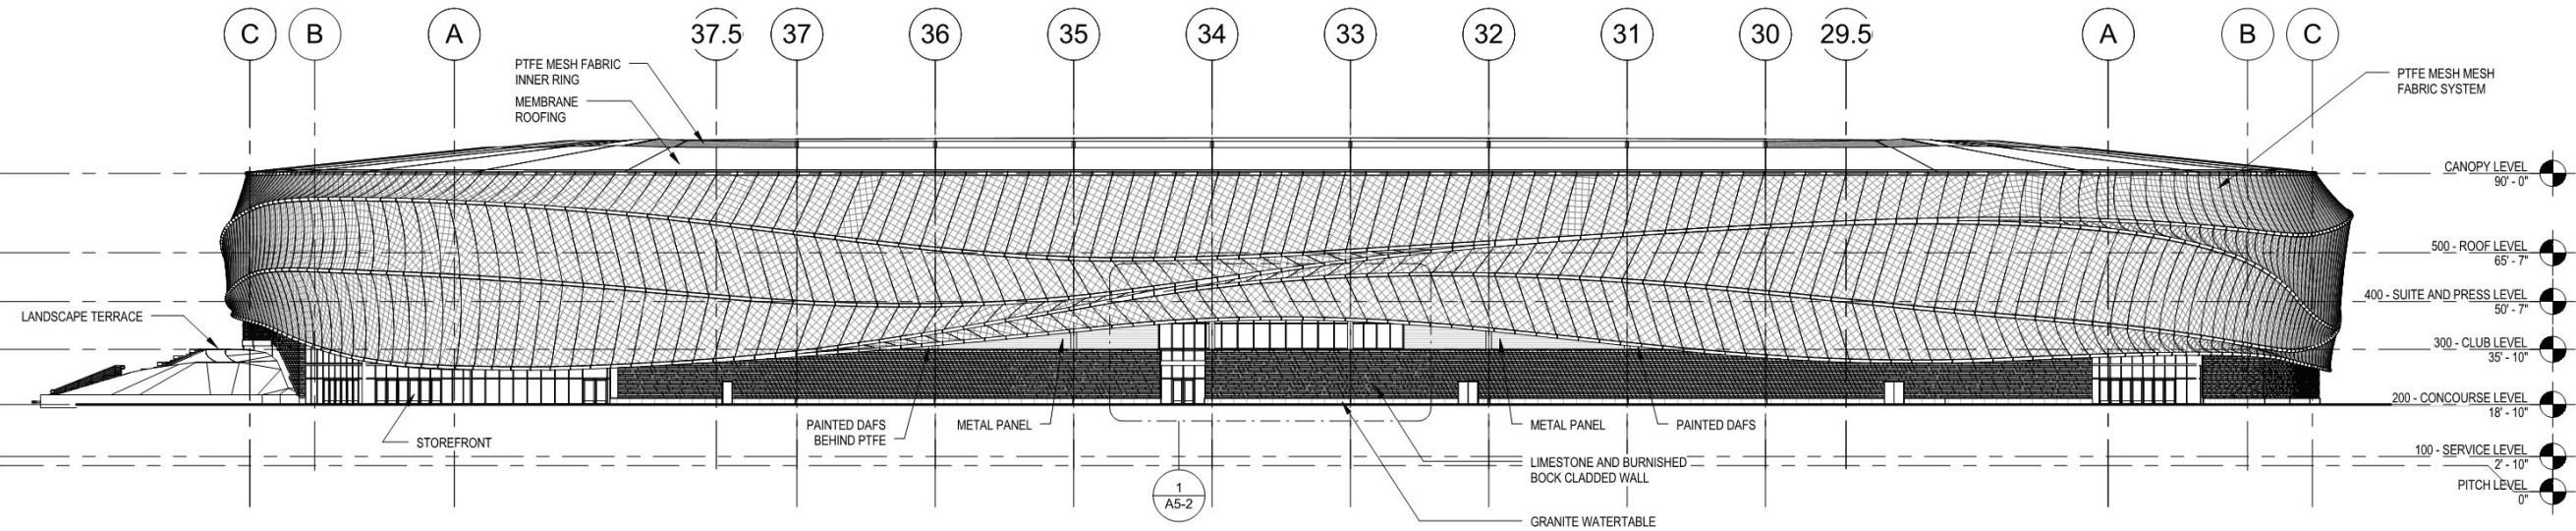 C
B
A
37.5
37
36
35
34
33
32
31
30
29.5
A
B
C
PTFE MESH FABRIC
INNER RING
MEMBRANE
ROOFING
PTFE MESH MESH
FABRIC SYSTEM
CANOPY LEVEL
90' - 0"
500 - ROOF LEVEL
65' - 7"
400 - SUITE AND PRESS LEVEL
50' - 7"
300 - CLUB LEVEL
35' - 10"
200 - CONCOURSE LEVEL
18' - 10"
100 - SERVICE LEVEL
2' - 10"
PITCH LEVEL
0"
LANDSCAPE TERRACE
STOREFRONT
PAINTED DAFS
BEHIND PTFE
METAL PANEL
METAL PANEL
PAINTED DAFS
LIMESTONE AND BURNISHED
BOCK CLADDED WALL
GRANITE WATERTABLE
1
A5-2